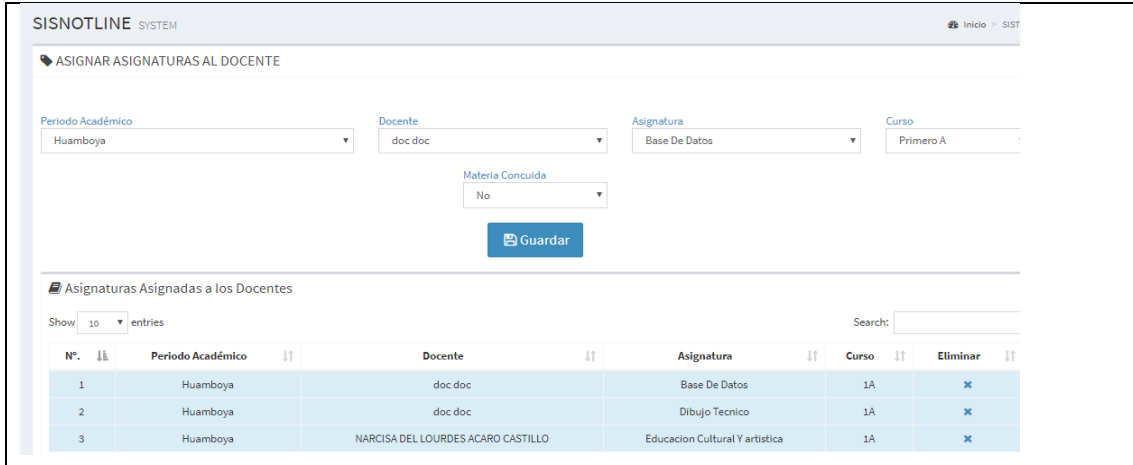 SISNOTLINE SYSTEM
Inicio > SIST
ASIGNAR ASIGNATURAS AL DOCENTE
Periodo Académico Docente Asignatura Curso
Huamboya doc doc Base De Datos Primero A
Materia Concuida
No
Guardar
Asignaturas Asignadas a los Docentes
Show 10 entries Search:
Nº. Periodo Académico Docente Asignatura Curso Eliminar
1 Huamboya doc doc Base De Datos 1A
2 Huamboya doc doc Dibujo Tecnico 1A
3 Huamboya NARCISA DEL LOURDES ACARO CASTILLO Educacion Cultural Y artistica 1A